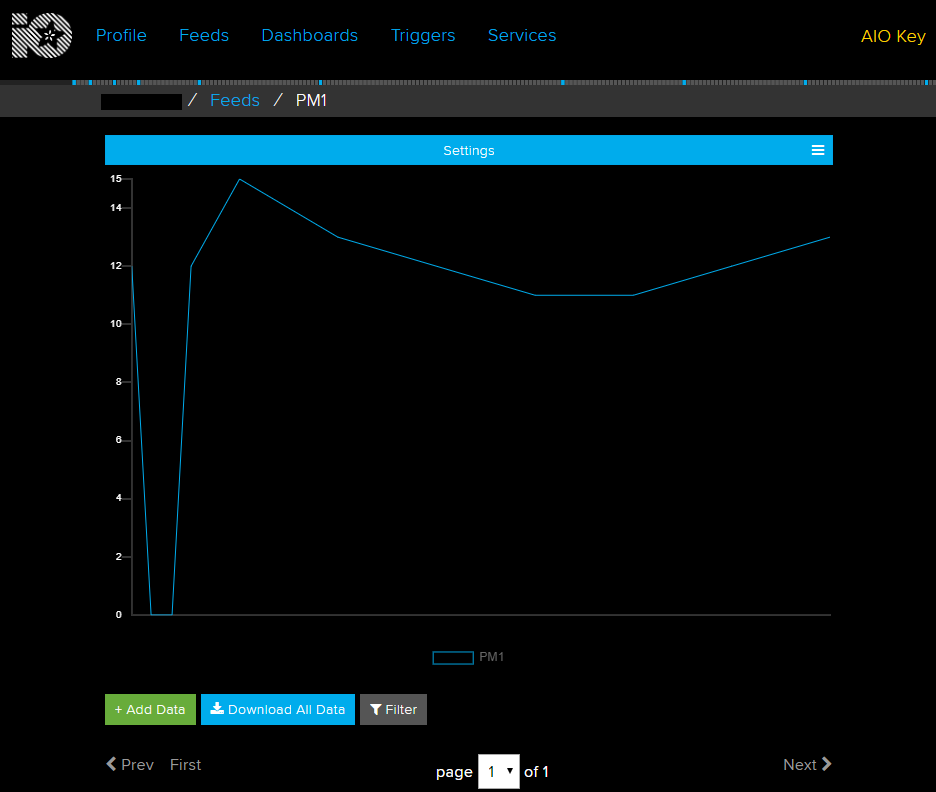 iO
Profile Feeds Dashboards Triggers Services AIO Key
/ Feeds / PM1
Settings
15
14
12
10
8
6
4
2
0
PM1
+ Add Data Download All Data Filter
Prev First page 1 of 1 Next